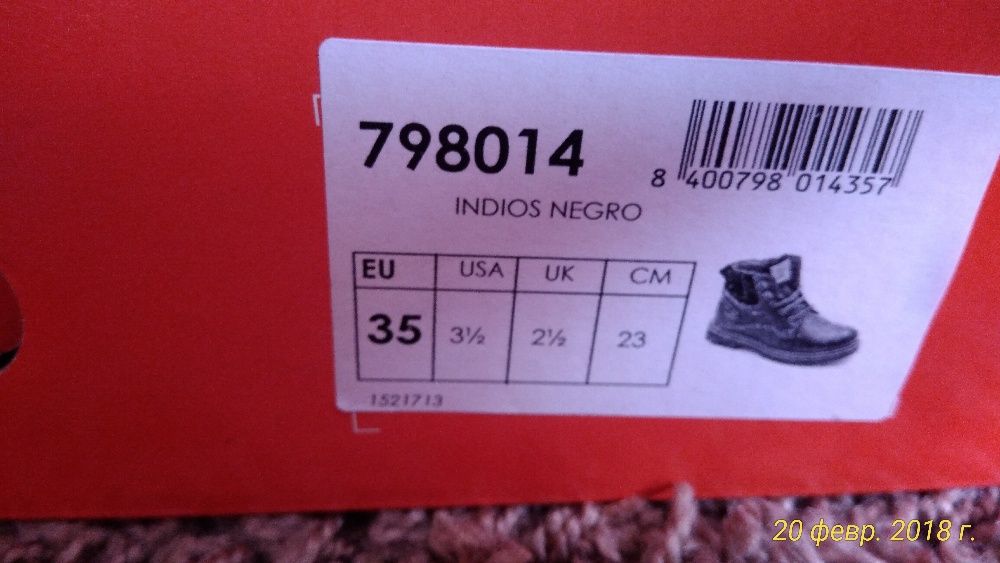 798014
8 400798 014357
INDIOS NEGRO
EU USA UK CM
35 3½ 2½ 23
1521713
20 февр. 2018 г.